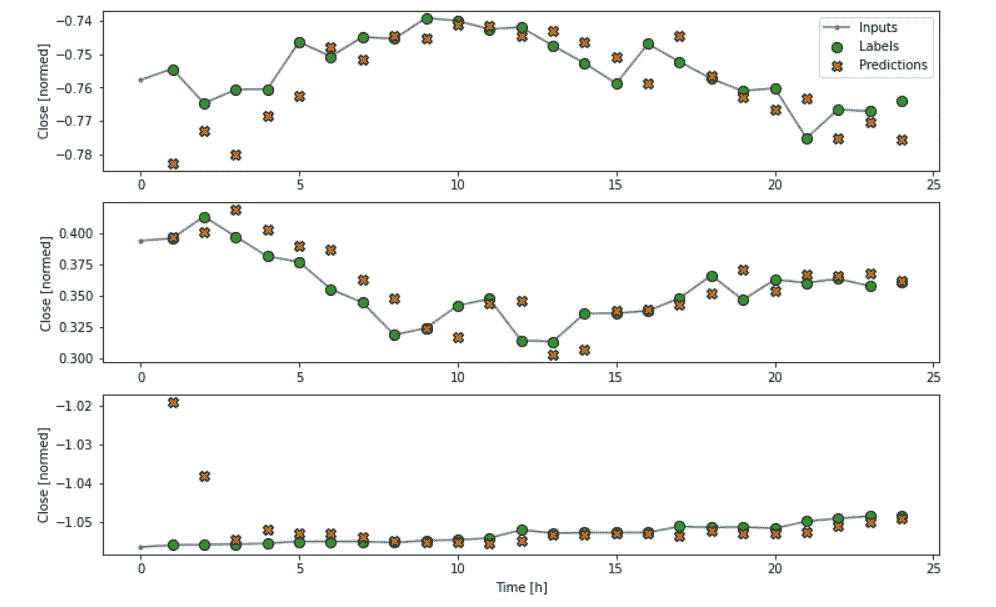 −0.74
−0.75
−0.76
−0.77
−0.78
Close [normed]
Inputs
Labels
Predictions
0 5 10 15 20 25
0.400
0.375
0.350
0.325
0.300
Close [normed]
0 5 10 15 20 25
−1.02
−1.03
−1.04
−1.05
Close [normed]
0 5 10 15 20 25
Time [h]